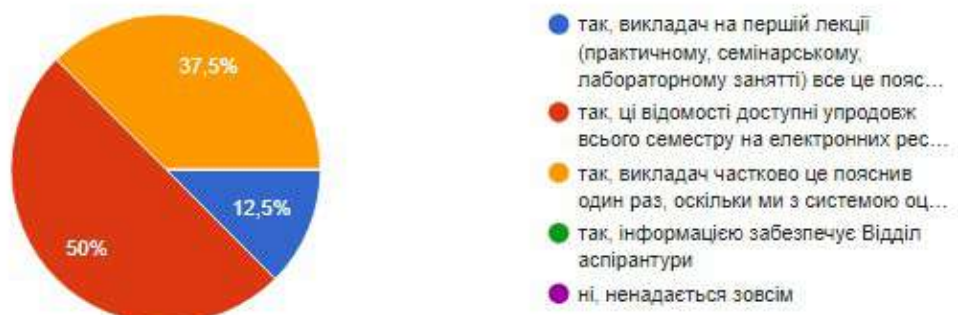 37,5%
12,5%
50%
так, викладач на першій лекції
(практичному, семінарському,
лабораторному занятті) все це пояс...
так, ці відомості доступні упродовж
всього семестру на електронних рес...
так, викладач частково це пояснив
один раз, оскільки ми з системою оц...
так, інформацією забезпечує Відділ
аспірантури
ні, ненадається зовсім